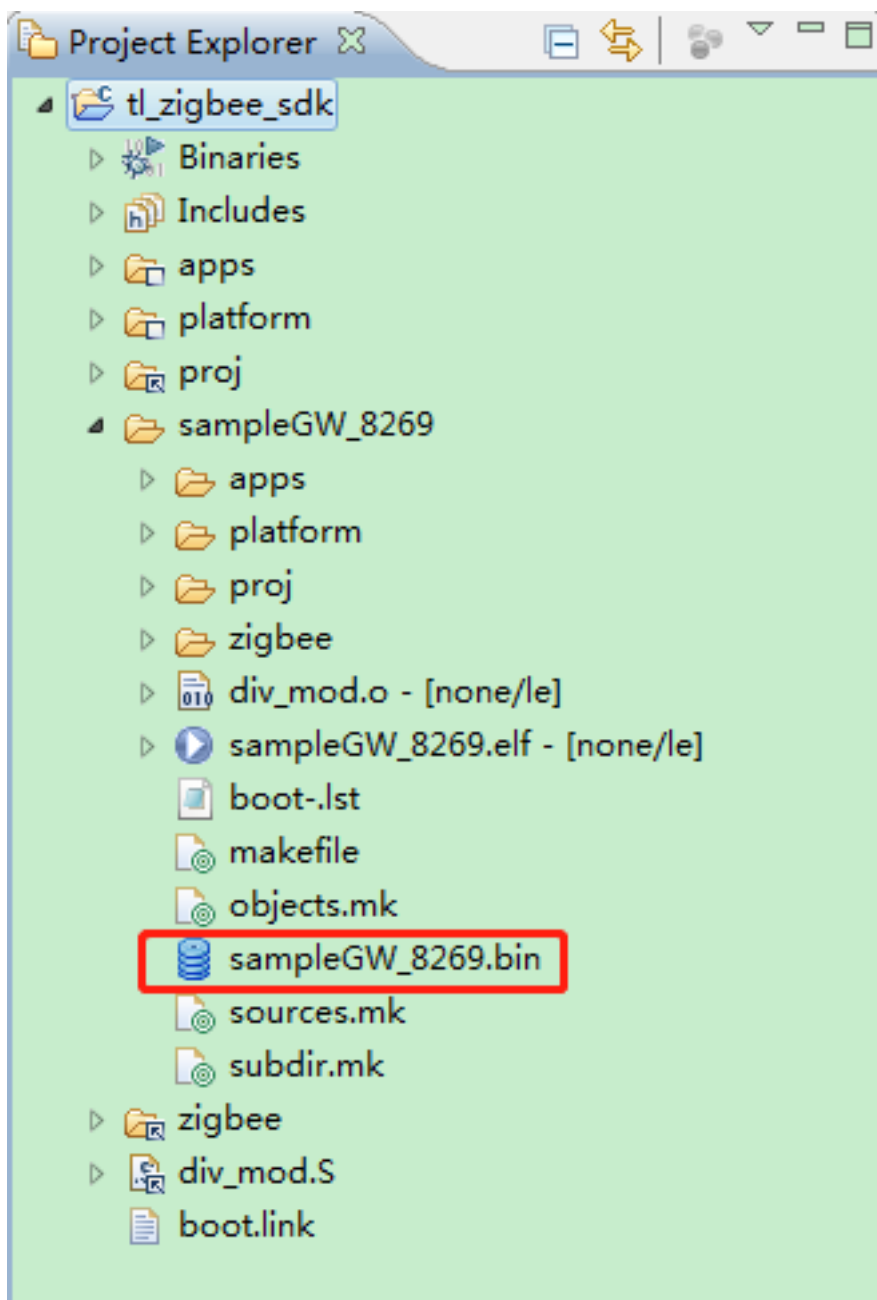 Project Explorer
tl_zigbee_sdk
Binaries
Includes
apps
platform
proj
sampleGW_8269
apps
platform
proj
zigbee
div_mod.o - [none/le]
sampleGW_8269.elf - [none/le]
boot-.lst
makefile
objects.mk
sampleGW_8269.bin
sources.mk
subdir.mk
zigbee
div_mod.S
boot.link